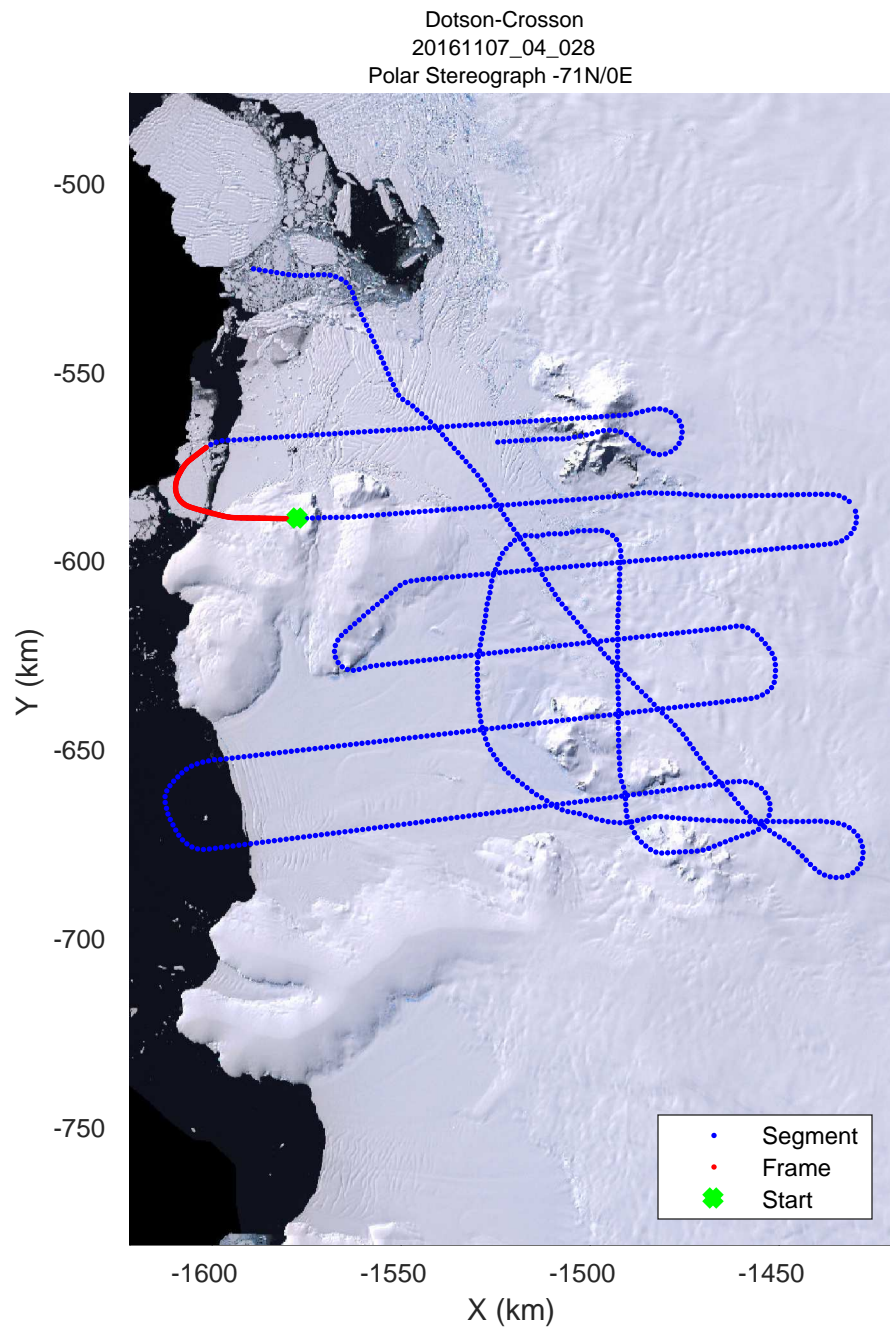 Dotson-Crosson
20161107_04_028
Polar Stereograph -71N/0E
-500
-550
-600
-650
-700
-750
Y (km)
-1600
-1550
-1500
-1450
X (km)
Segment
Frame
Start